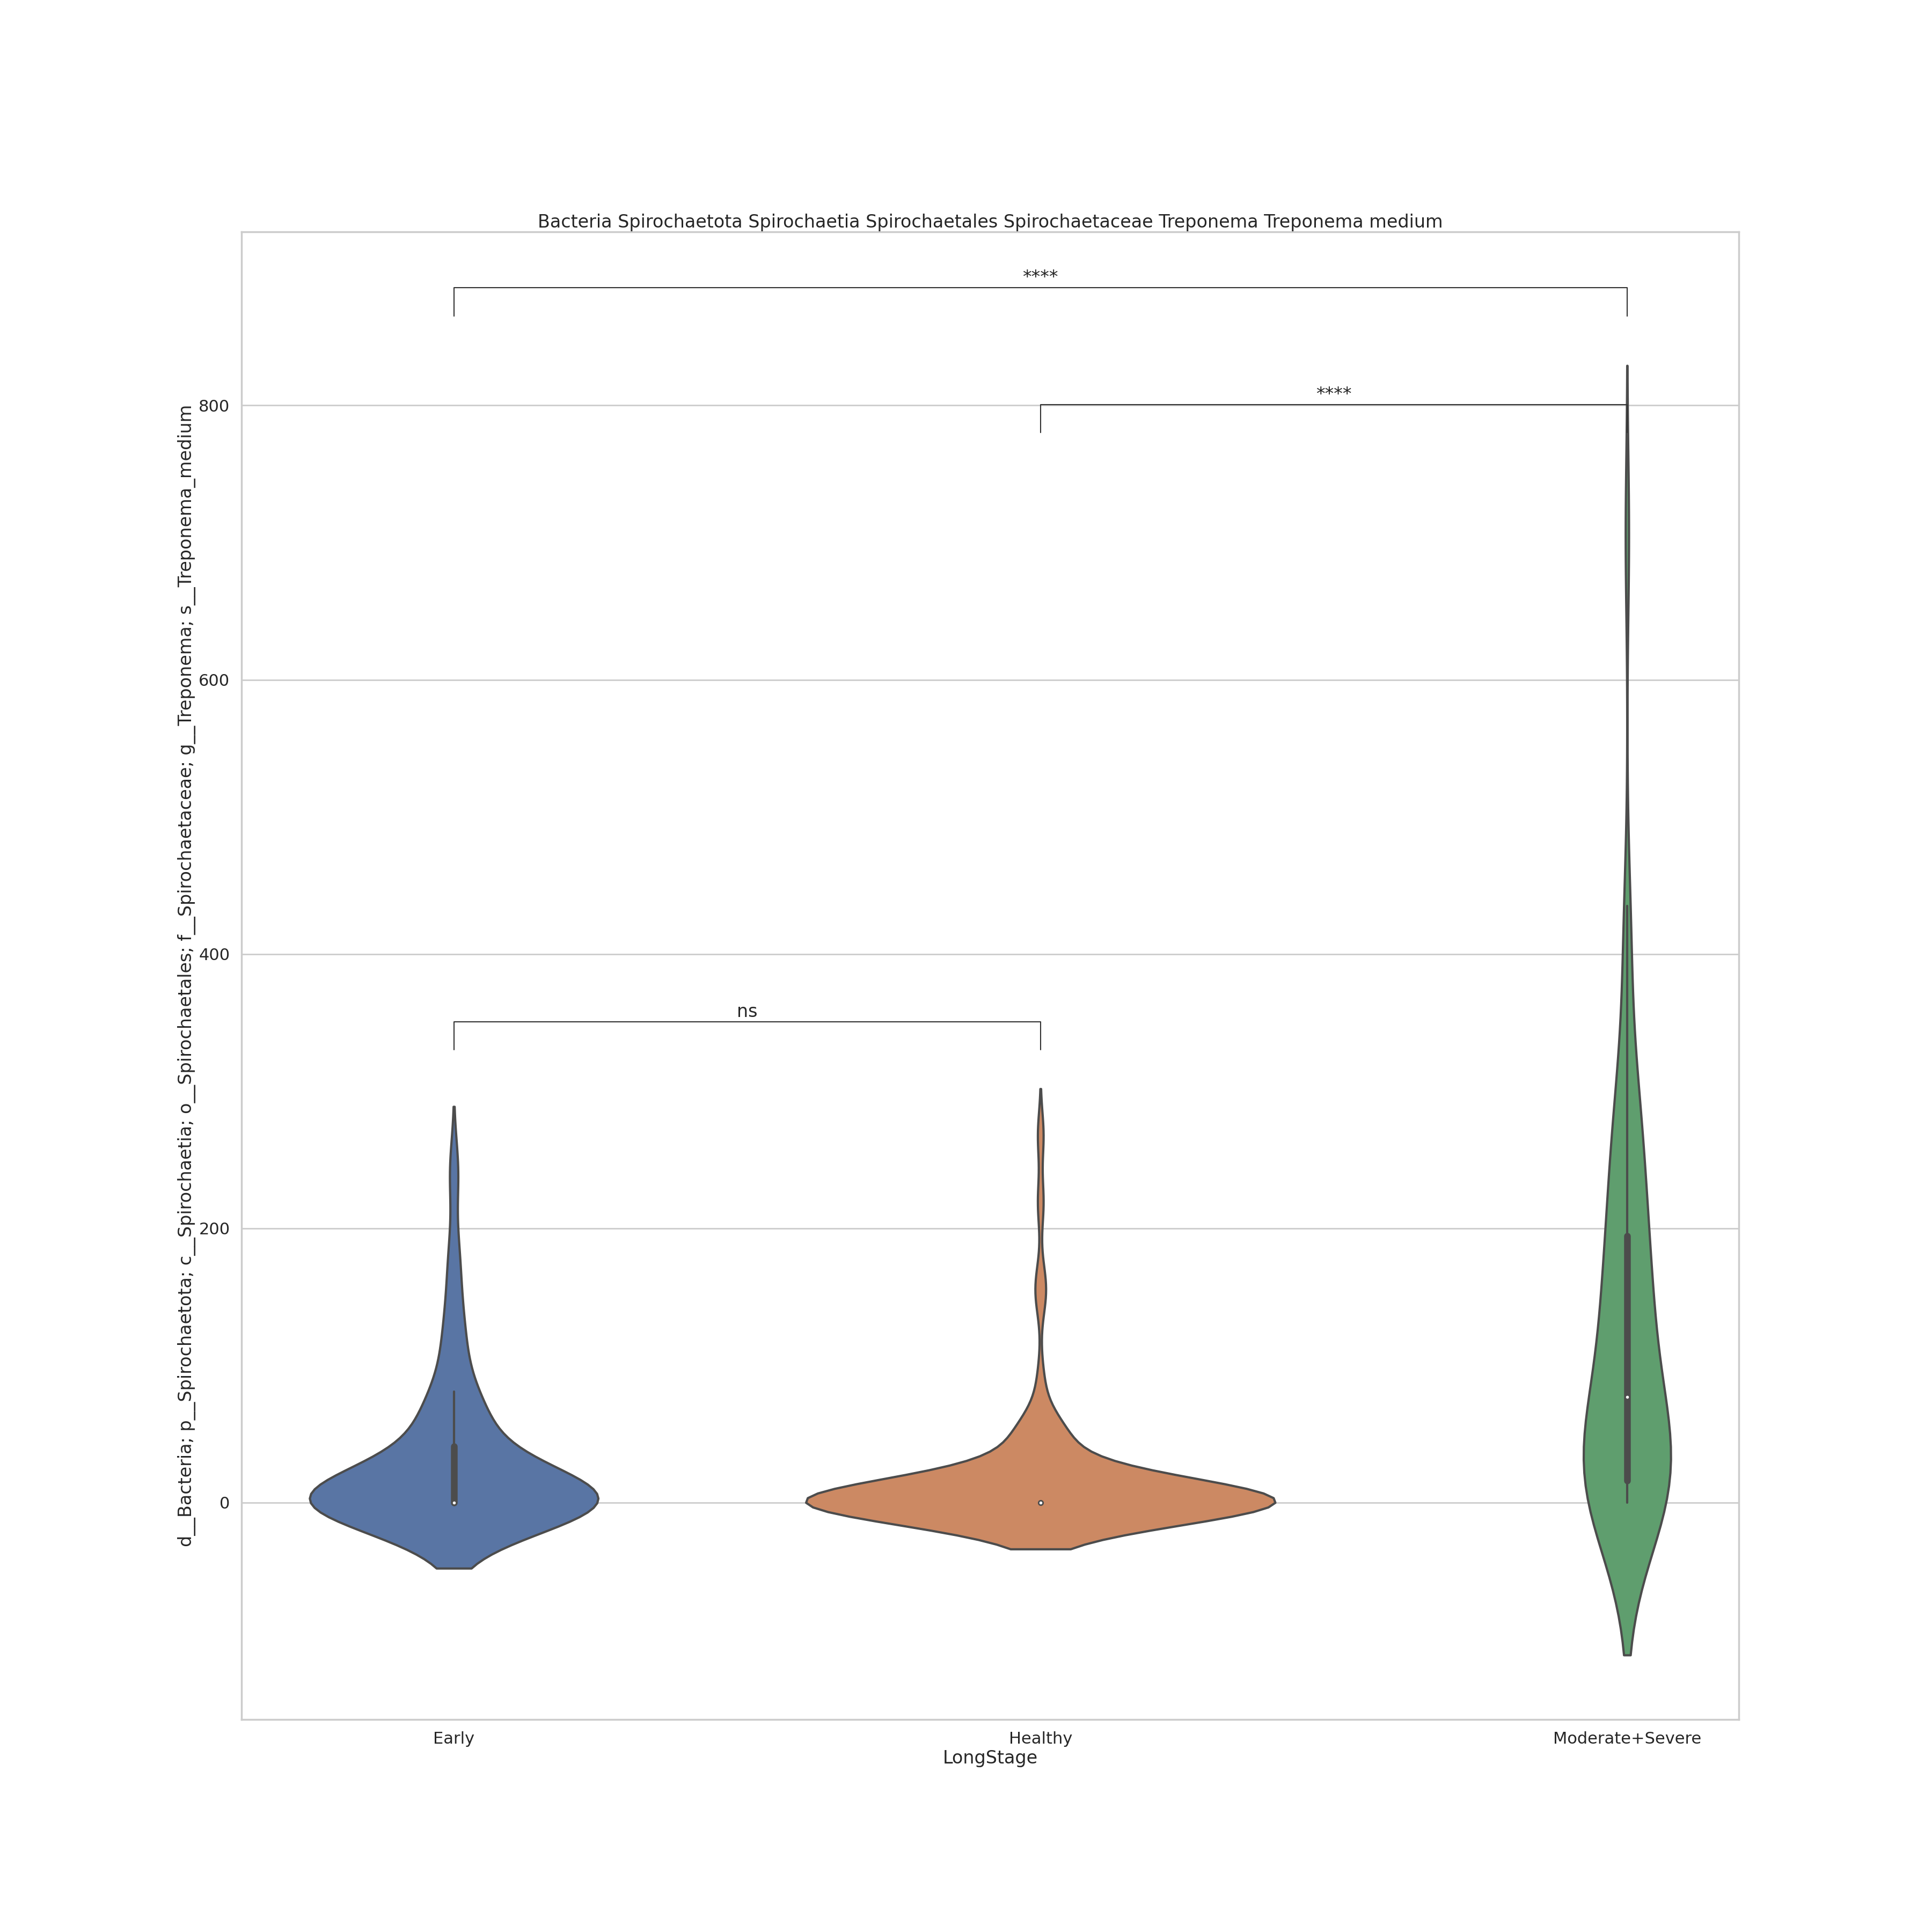 Bacteria Spirochaetota Spirochaetia Spirochaetales Spirochaetaceae Treponema Treponema medium
****
****
ns
d__Bacteria; p__Spirochaetota; c__Spirochaetia; o__Spirochaetales; f__Spirochaetaceae; g__Treponema; s__Treponema_medium
800
600
400
200
0
Early Healthy Moderate+Severe
LongStage